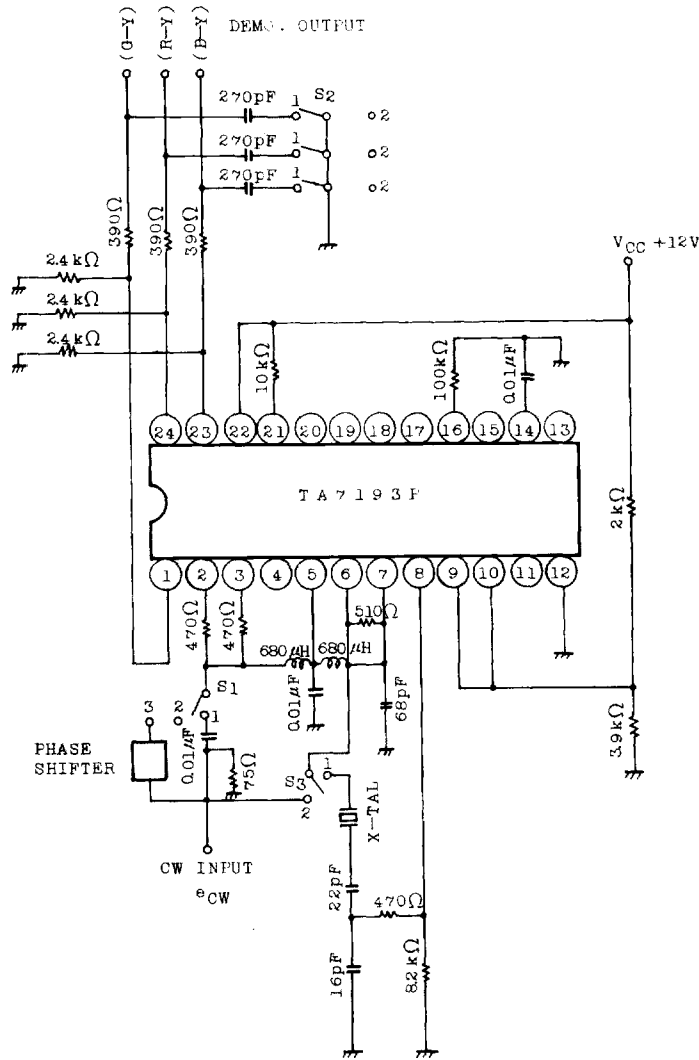 DEMO. OUTPUT
(G-Y)
(R-Y)
(B-Y)
270pF
1
S2
2
270pF
1
2
270pF
1
2
390Ω
390Ω
390Ω
2.4kΩ
2.4kΩ
2.4kΩ
VCC +12V
10kΩ
100kΩ
0.01μF
24
23
22
21
20
19
18
17
16
15
14
13
TA7193P
2kΩ
1
2
3
4
5
6
7
8
9
10
11
12
470Ω
470Ω
510Ω
680μH
680μH
0.01μF
68pF
3.9kΩ
S1
3
2
1
0.01μF
75Ω
PHASE
SHIFTER
S3
1
2
X-TAL
CW INPUT
eCW
22pF
470Ω
16pF
8.2kΩ